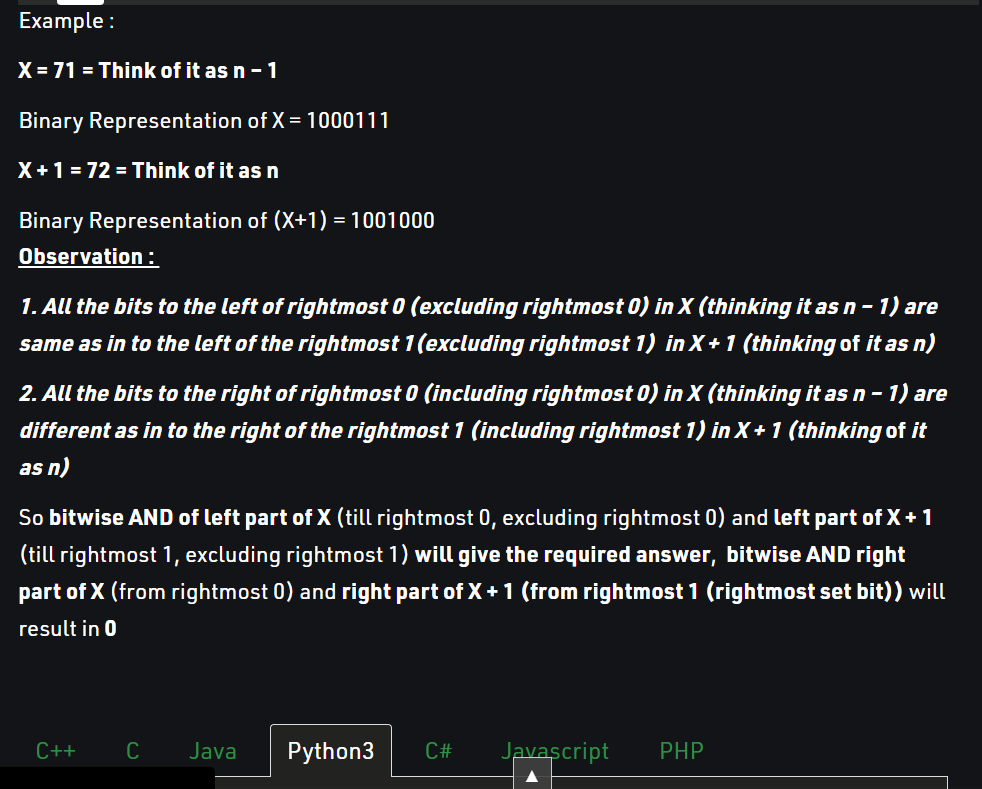 Example :
X = 71 = Think of it as n – 1
Binary Representation of X = 1000111
X + 1 = 72 = Think of it as n
Binary Representation of (X+1) = 1001000
Observation :
1. All the bits to the left of rightmost 0 (excluding rightmost 0) in X (thinking it as n – 1) are
same as in to the left of the rightmost 1 (excluding rightmost 1)  in X + 1 (thinking of it as n)
2. All the bits to the right of rightmost 0 (including rightmost 0) in X (thinking it as n – 1) are
different as in to the right of the rightmost 1 (including rightmost 1) in X + 1 (thinking of it
as n)
So bitwise AND of left part of X (till rightmost 0, excluding rightmost 0) and left part of X + 1
(till rightmost 1, excluding rightmost 1) will give the required answer,  bitwise AND right
part of X (from rightmost 0) and right part of X + 1 (from rightmost 1 (rightmost set bit)) will
result in 0
C++ C Java Python3 C# Javascript PHP